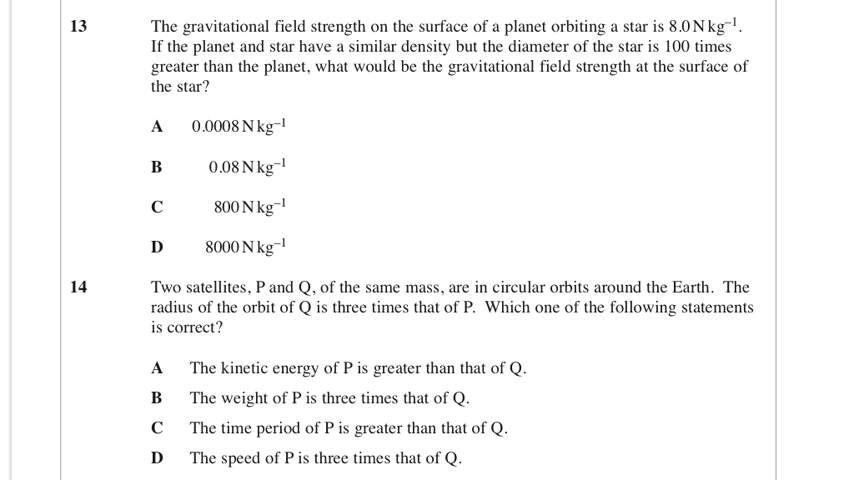 13 The gravitational field strength on the surface of a planet orbiting a star is 8.0 N kg⁻¹.
If the planet and star have a similar density but the diameter of the star is 100 times
greater than the planet, what would be the gravitational field strength at the surface of
the star?
A 0.0008 N kg⁻¹
B 0.08 N kg⁻¹
C 800 N kg⁻¹
D 8000 N kg⁻¹
14 Two satellites, P and Q, of the same mass, are in circular orbits around the Earth. The
radius of the orbit of Q is three times that of P. Which one of the following statements
is correct?
A The kinetic energy of P is greater than that of Q.
B The weight of P is three times that of Q.
C The time period of P is greater than that of Q.
D The speed of P is three times that of Q.